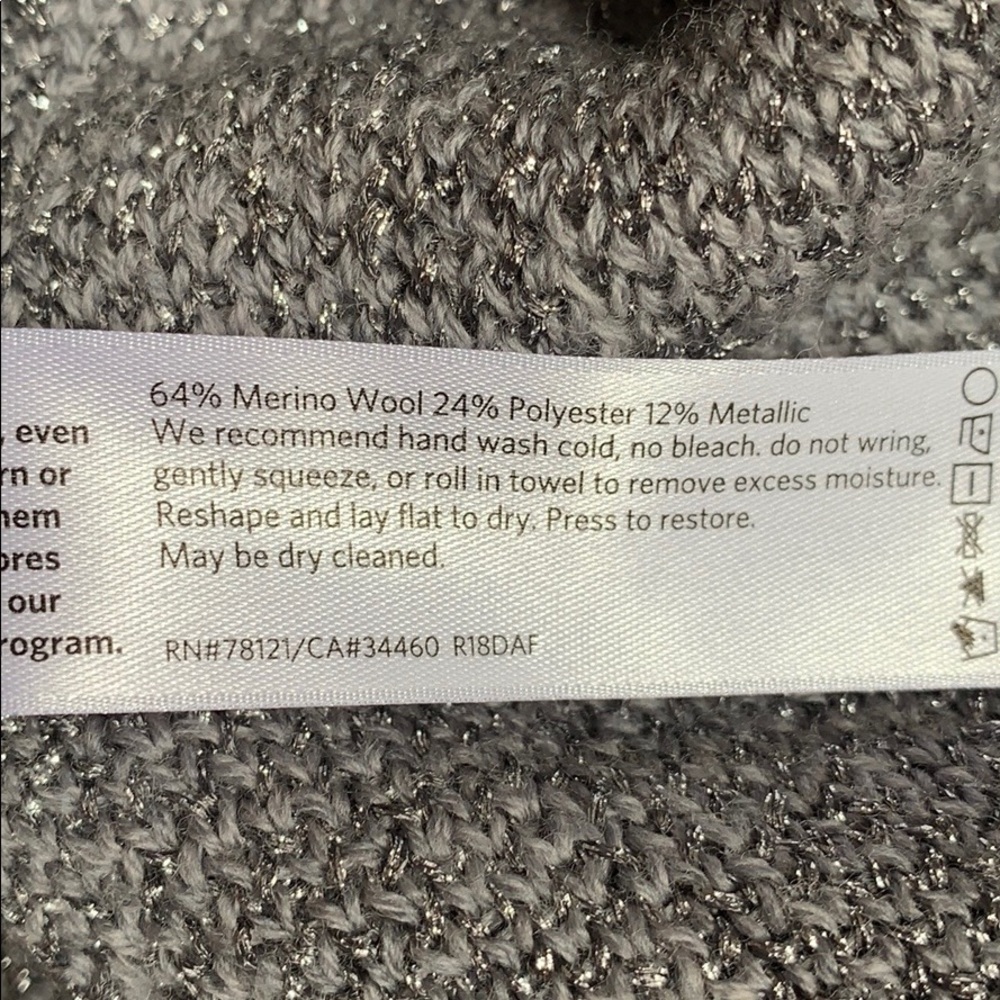 64% Merino Wool 24% Polyester 12% Metallic
We recommend hand wash cold, no bleach. do not wring,
gently squeeze, or roll in towel to remove excess moisture.
Reshape and lay flat to dry. Press to restore.
May be dry cleaned.
RN#78121/CA#34460 R18DAF
, even
rn or
our
rogram.